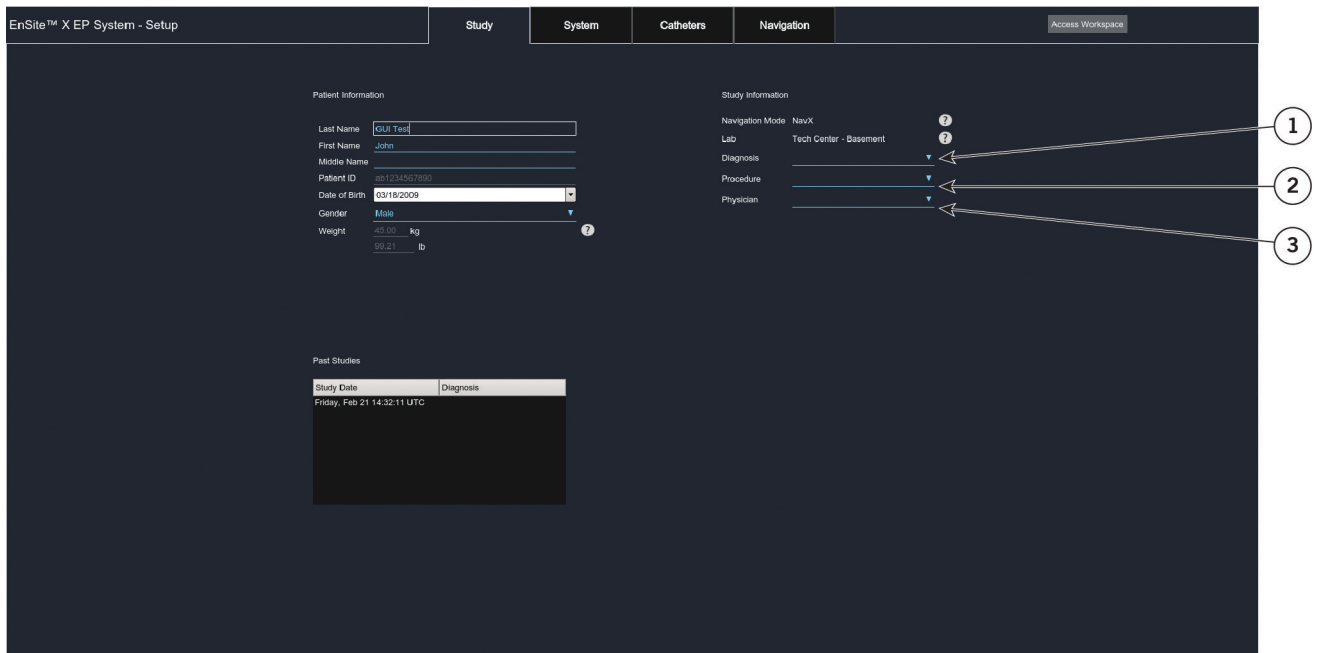 EnSite™ X EP System - Setup
Study
System
Catheters
Navigation
Access Workspace
Patient Information
Last Name GUI Test
First Name John
Middle Name
Patient ID ab1234567890
Date of Birth 03/18/2009
Gender Male
Weight 45.00 kg ?
99.21 lb
Study Information
Navigation Mode NavX ?
Lab Tech Center - Basement ?
Diagnosis
Procedure
Physician
1
2
3
Past Studies
Study Date Diagnosis
Friday, Feb 21 14:32:11 UTC